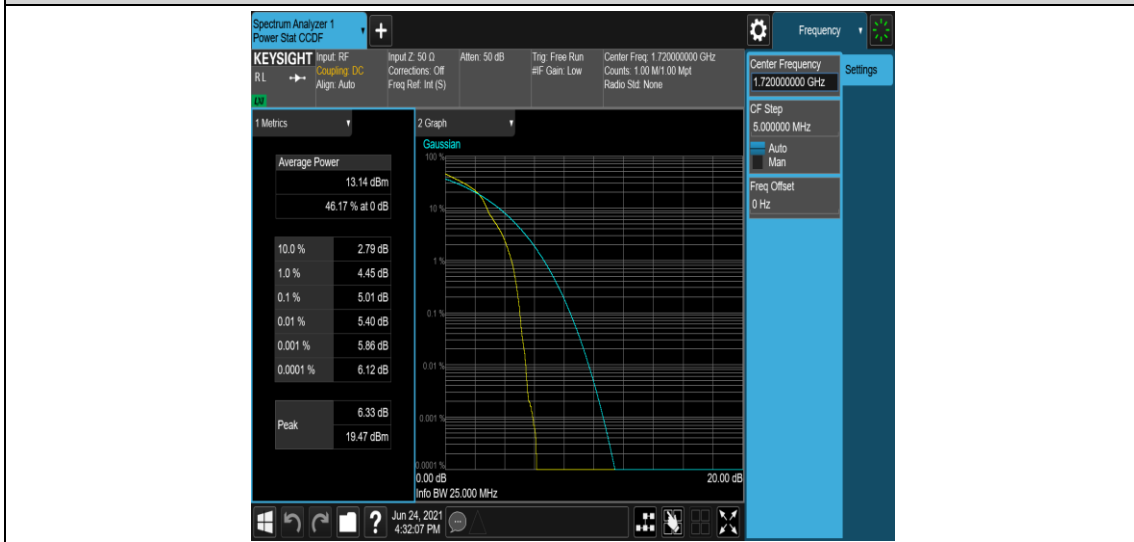 Spectrum Analyzer 1
Power Stat CCDF
+
Frequency
KEYSIGHT
RL
LXI
Input: RF
Coupling: DC
Align: Auto
Input Z: 50 Ω
Corrections: Off
Freq Ref: Int (S)
Atten: 50 dB
Trig: Free Run
#IF Gain: Low
Center Freq: 1.720000000 GHz
Counts: 1.00 M/1.00 Mpt
Radio Std: None
Center Frequency
1.720000000 GHz
Settings
CF Step
5.000000 MHz
Auto
Man
Freq Offset
0 Hz
1 Metrics
Average Power
13.14 dBm
46.17 % at 0 dB
10.0 % 2.79 dB
1.0 % 4.45 dB
0.1 % 5.01 dB
0.01 % 5.40 dB
0.001 % 5.86 dB
0.0001 % 6.12 dB
Peak
6.33 dB
19.47 dBm
2 Graph
Gaussian
100 %
10 %
1 %
0.1 %
0.01 %
0.001 %
0.0001 %
0.00 dB 20.00 dB
Info BW 25.000 MHz
?
Jun 24, 2021
4:32:07 PM